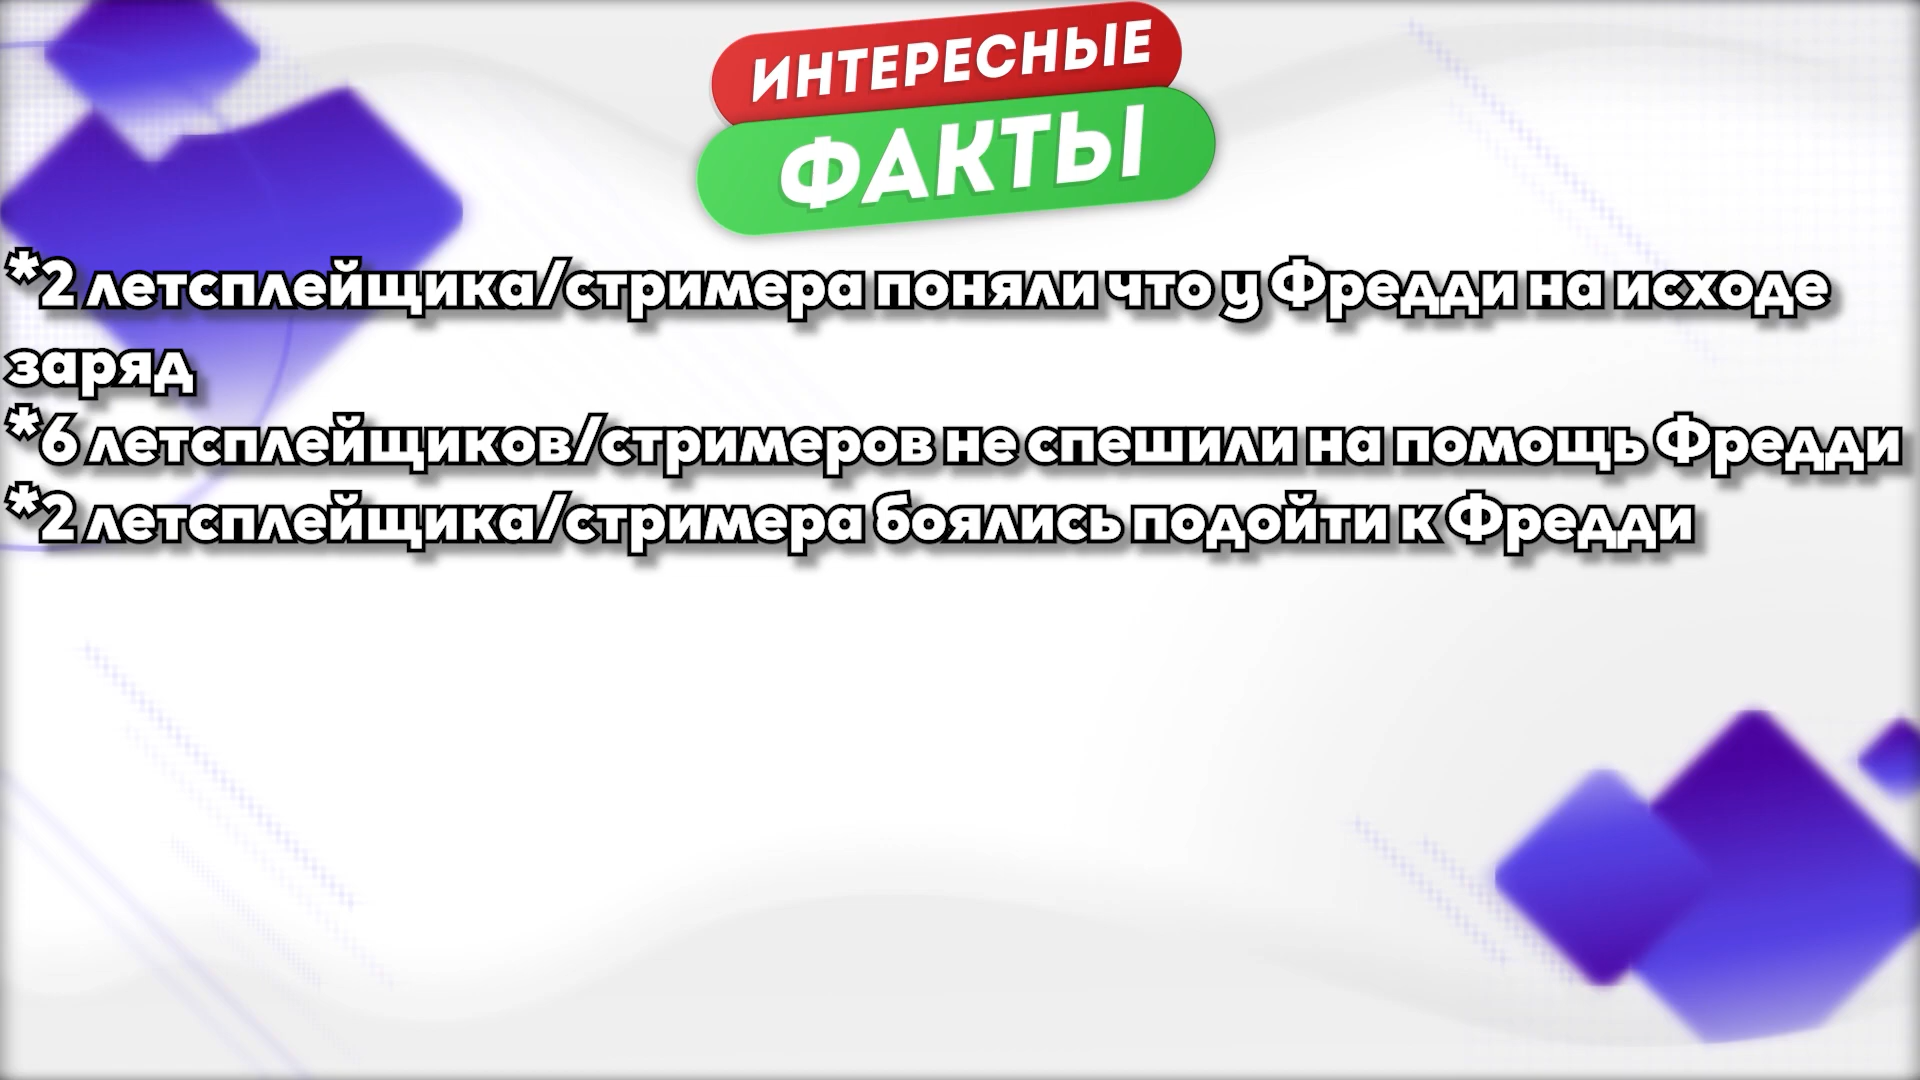 ИНТЕРЕСНЫЕ
ФАКТЫ
*2 летсплейщика/стримера поняли что у Фредди на исходе
заряд
*6 летсплейщиков/стримеров не спешили на помощь Фредди
*2 летсплейщика/стримера боялись подойти к Фредди